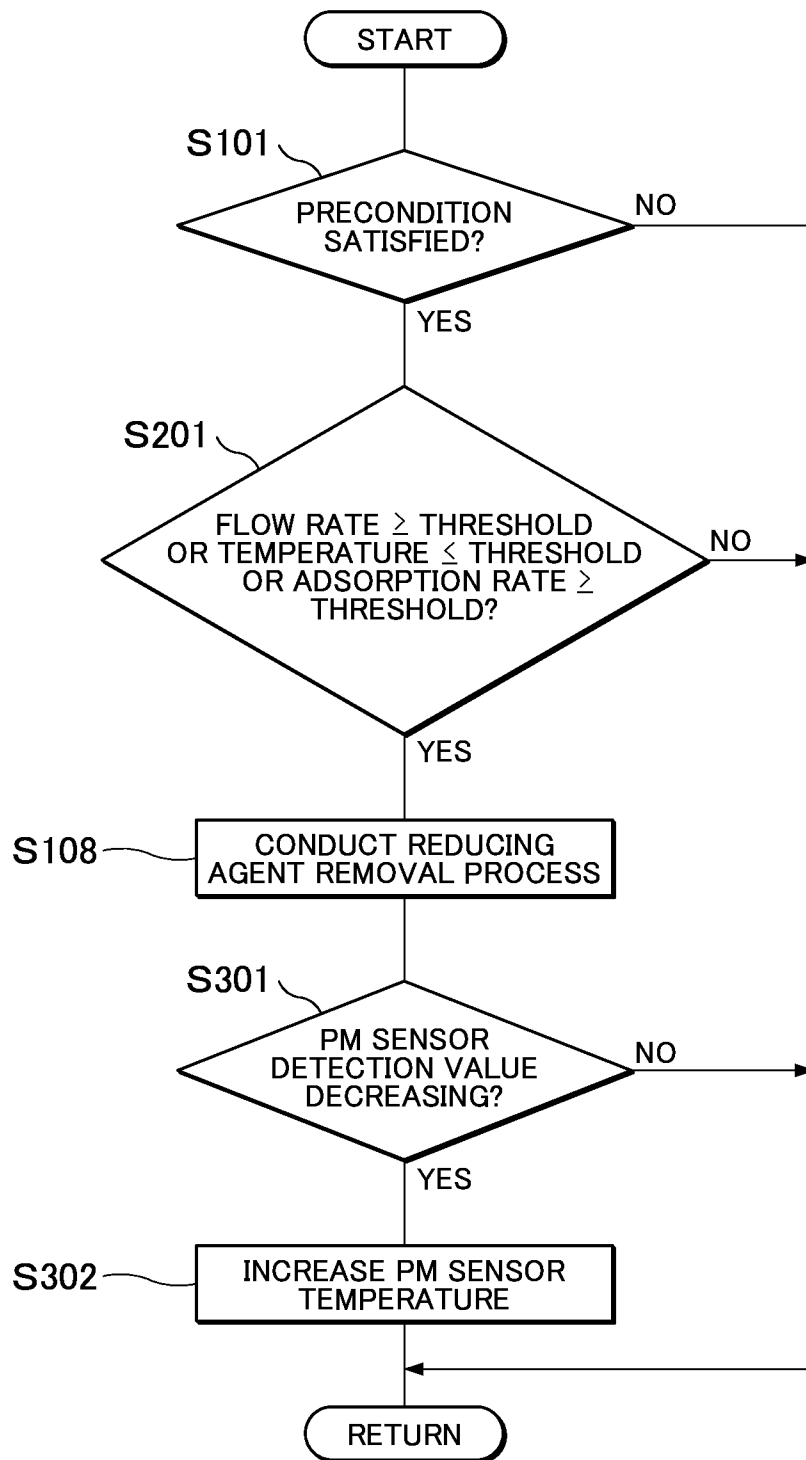 START
S101
PRECONDITION
SATISFIED?
NO
YES
S201
FLOW RATE ≥ THRESHOLD
OR TEMPERATURE ≤ THRESHOLD
OR ADSORPTION RATE ≥
THRESHOLD?
NO
YES
S108
CONDUCT REDUCING
AGENT REMOVAL PROCESS
S301
PM SENSOR
DETECTION VALUE
DECREASING?
NO
YES
S302
INCREASE PM SENSOR
TEMPERATURE
RETURN